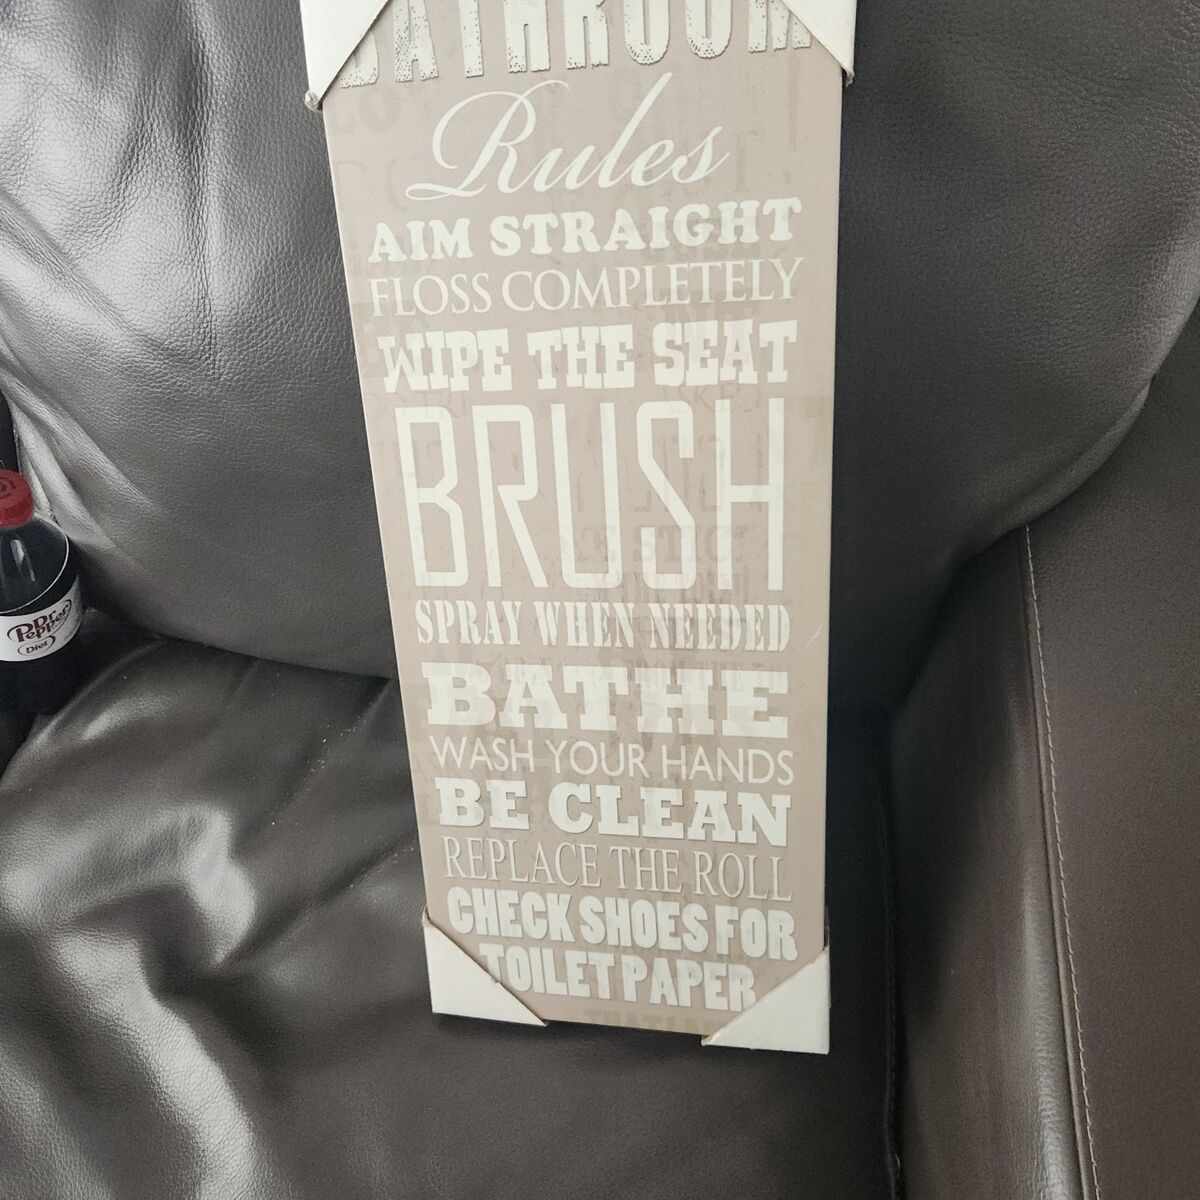 BATHROOM
Rules
AIM STRAIGHT
FLOSS COMPLETELY
WIPE THE SEAT
BRUSH
SPRAY WHEN NEEDED
BATHE
WASH YOUR HANDS
BE CLEAN
REPLACE THE ROLL
CHECK SHOES FOR
TOILET PAPER
Dr
Pepper
Diet